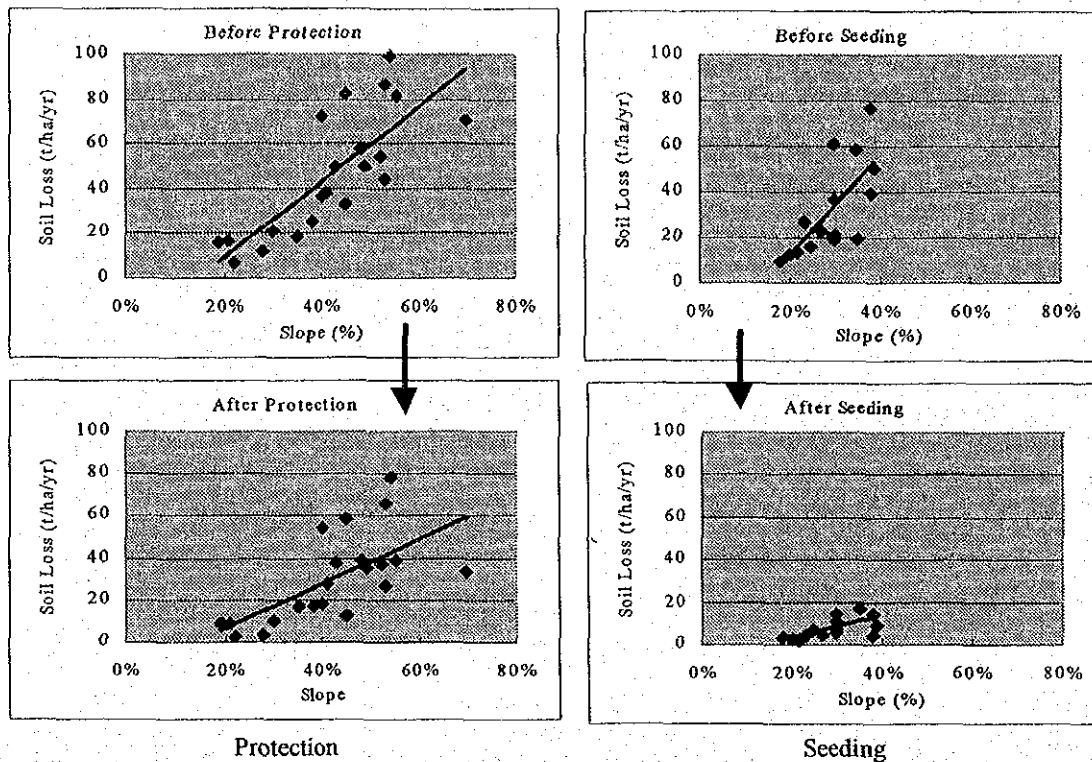 Before Protection
100
80
60
40
20
0
Soil Loss (t/ha/yr)
0% 20% 40% 60% 80%
Slope (%)
Before Seeding
100
80
60
40
20
0
Soil Loss (t/ha/yr)
0% 20% 40% 60% 80%
Slope (%)
After Protection
100
80
60
40
20
0
Soil Loss (t/ha/yr)
0% 20% 40% 60% 80%
Slope
After Seeding
100
80
60
40
20
0
Soil Loss (t/ha/yr)
0% 20% 40% 60% 80%
Slope (%)
Protection
Seeding